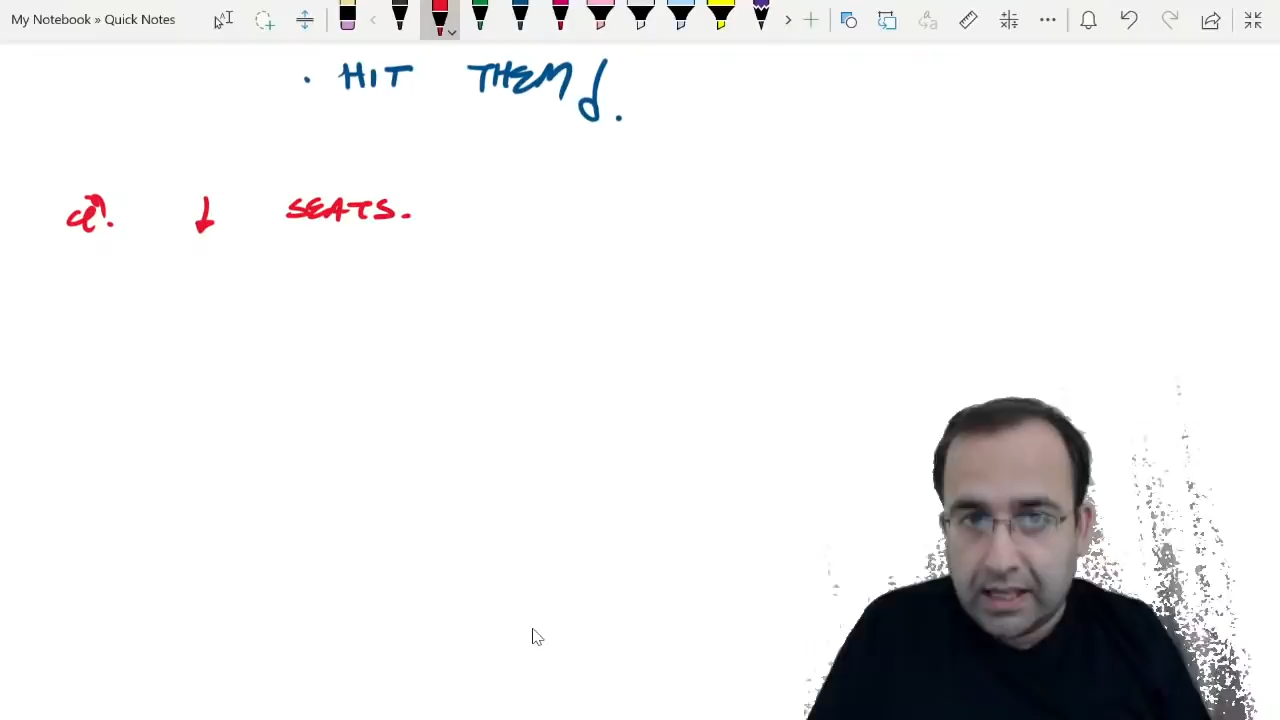 My Notebook » Quick Notes
. HIT THEM
↓ SEATS.